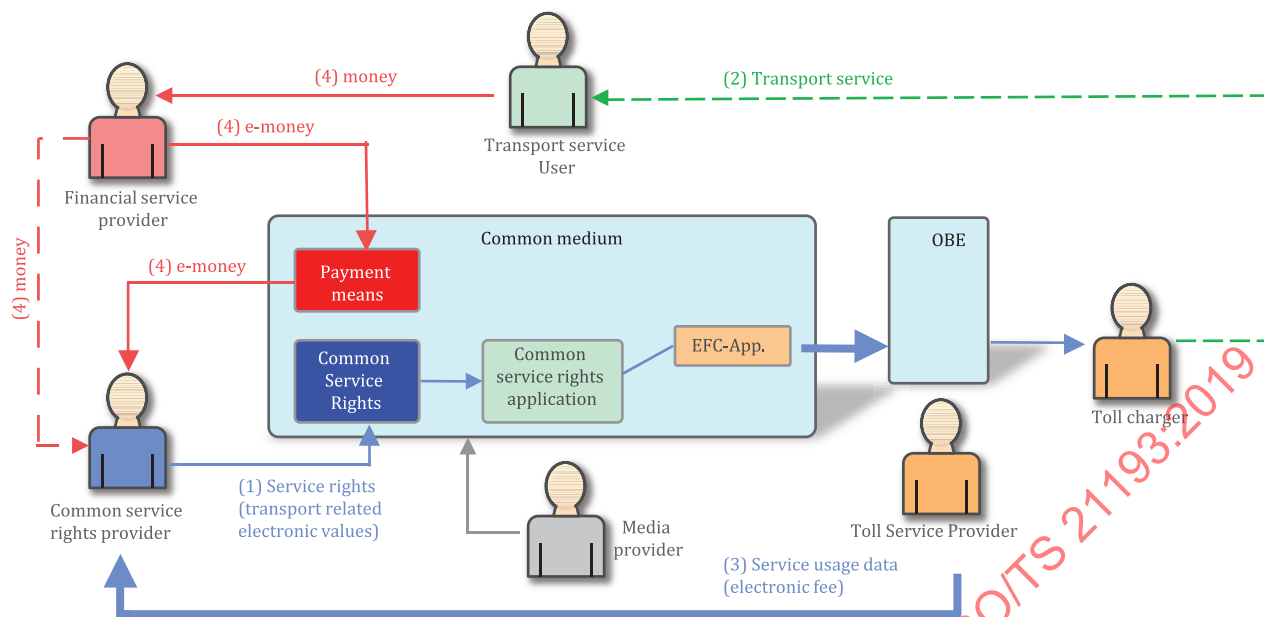 (4) money
(2) Transport service
(4) e-money
Transport service
User
Financial service
provider
(4) money
Common medium
OBE
(4) e-money
Payment
means
EFC-App.
Common
Service
Rights
Common
service rights
application
Toll charger
(1) Service rights
(transport related
electronic values)
Common service
rights provider
Media
provider
Toll Service Provider
(3) Service usage data
(electronic fee)
O/TS 21193:2019